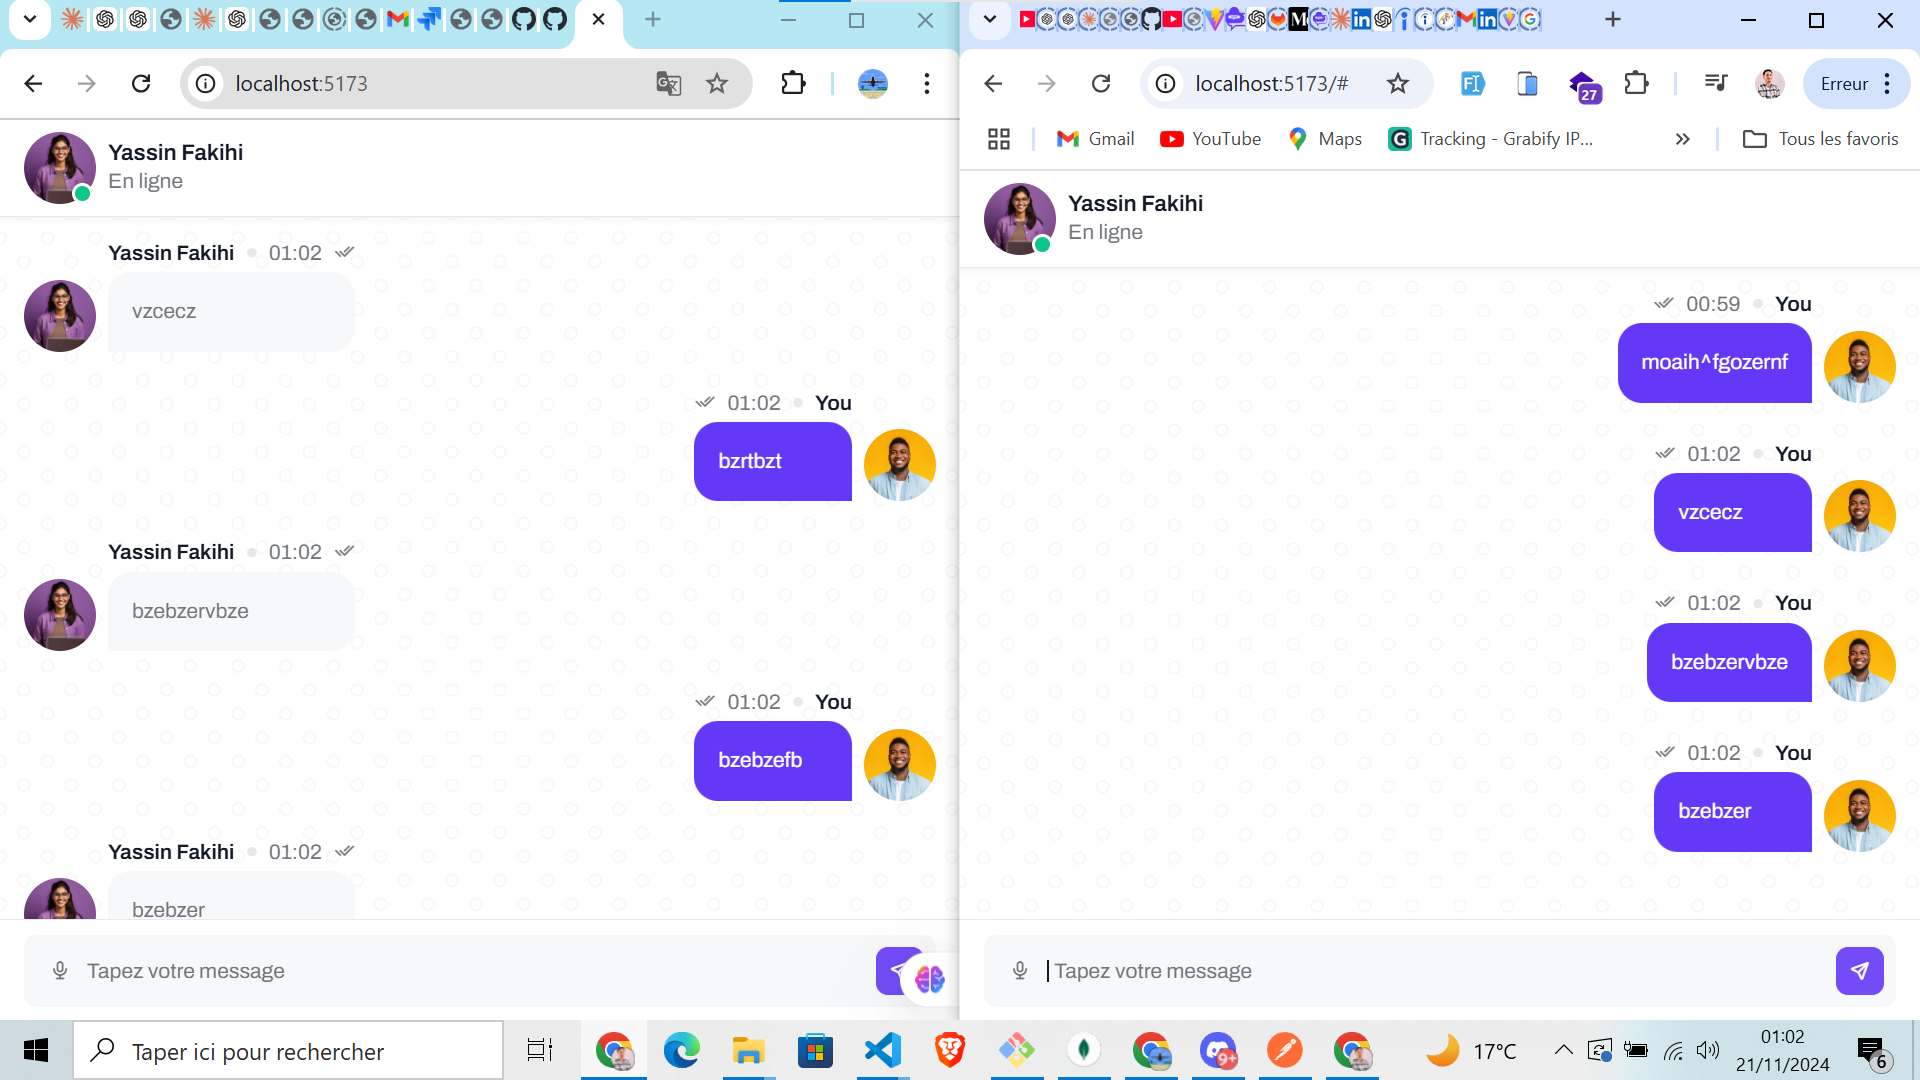 localhost:5173
Yassin Fakihi
En ligne
Yassin Fakihi 01:02
vzcecz
01:02 You
bzrtbzt
Yassin Fakihi 01:02
bzebzervbze
01:02 You
bzebzefb
Yassin Fakihi 01:02
bzebzer
Tapez votre message
localhost:5173/#
27
Erreur
Gmail
YouTube
Maps
Tracking - Grabify IP...
Tous les favoris
Yassin Fakihi
En ligne
00:59 You
moaih^fgozernf
01:02 You
vzcecz
01:02 You
bzebzervbze
01:02 You
bzebzer
Tapez votre message
Taper ici pour rechercher
9+
17°C
01:02
21/11/2024
6